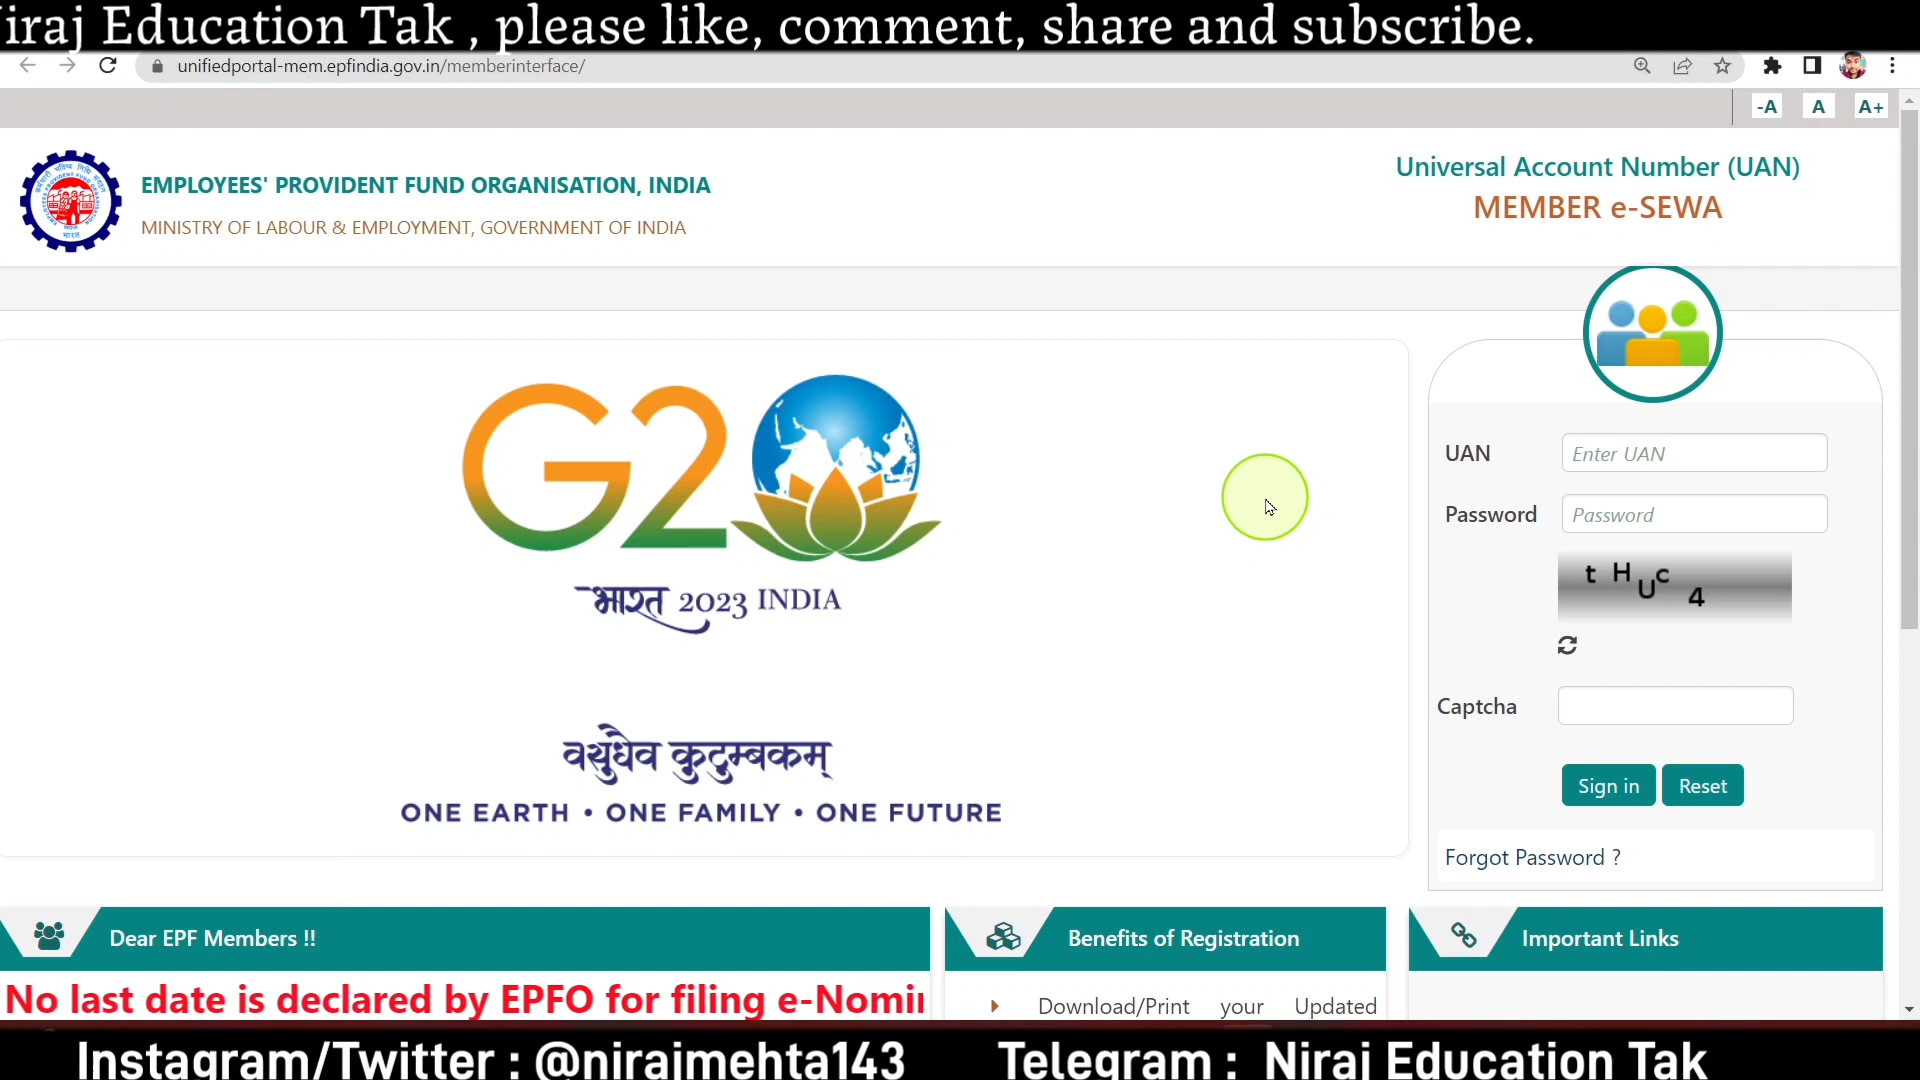 iraj Education Tak , please like, comment, share and subscribe.
unifiedportal-mem.epfindia.gov.in/memberinterface/
-A A A+
EMPLOYEES' PROVIDENT FUND ORGANISATION, INDIA
MINISTRY OF LABOUR & EMPLOYMENT, GOVERNMENT OF INDIA
Universal Account Number (UAN)
MEMBER e-SEWA
G20
भारत 2023 INDIA
वसुधैव कुटुम्बकम्
ONE EARTH • ONE FAMILY • ONE FUTURE
UAN Enter UAN
Password Password
t H U c 4
Captcha
Sign in Reset
Forgot Password ?
Dear EPF Members !!
No last date is declared by EPFO for filing e-Nomin
Benefits of Registration
Download/Print your Updated
Important Links
Instagram/Twitter : @nirajmehta143 Telegram : Niraj Education Tak